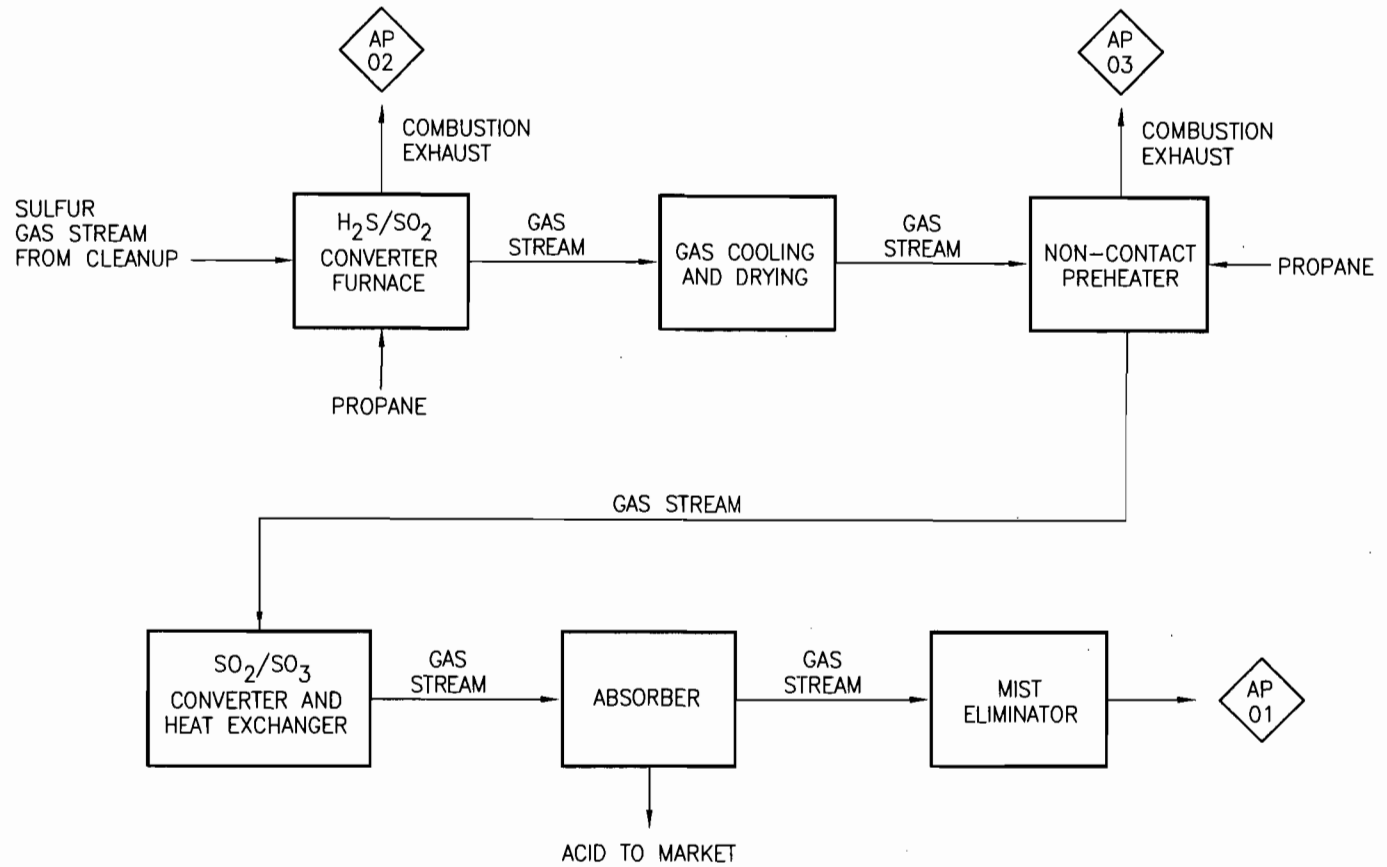 AP
02
AP
03
COMBUSTION
EXHAUST
COMBUSTION
EXHAUST
SULFUR
GAS STREAM
FROM CLEANUP
H2S/SO2
CONVERTER
FURNACE
GAS
STREAM
GAS COOLING
AND DRYING
GAS
STREAM
NON-CONTACT
PREHEATER
PROPANE
PROPANE
GAS STREAM
SO2/SO3
CONVERTER AND
HEAT EXCHANGER
GAS
STREAM
ABSORBER
GAS
STREAM
MIST
ELIMINATOR
AP
01
ACID TO MARKET